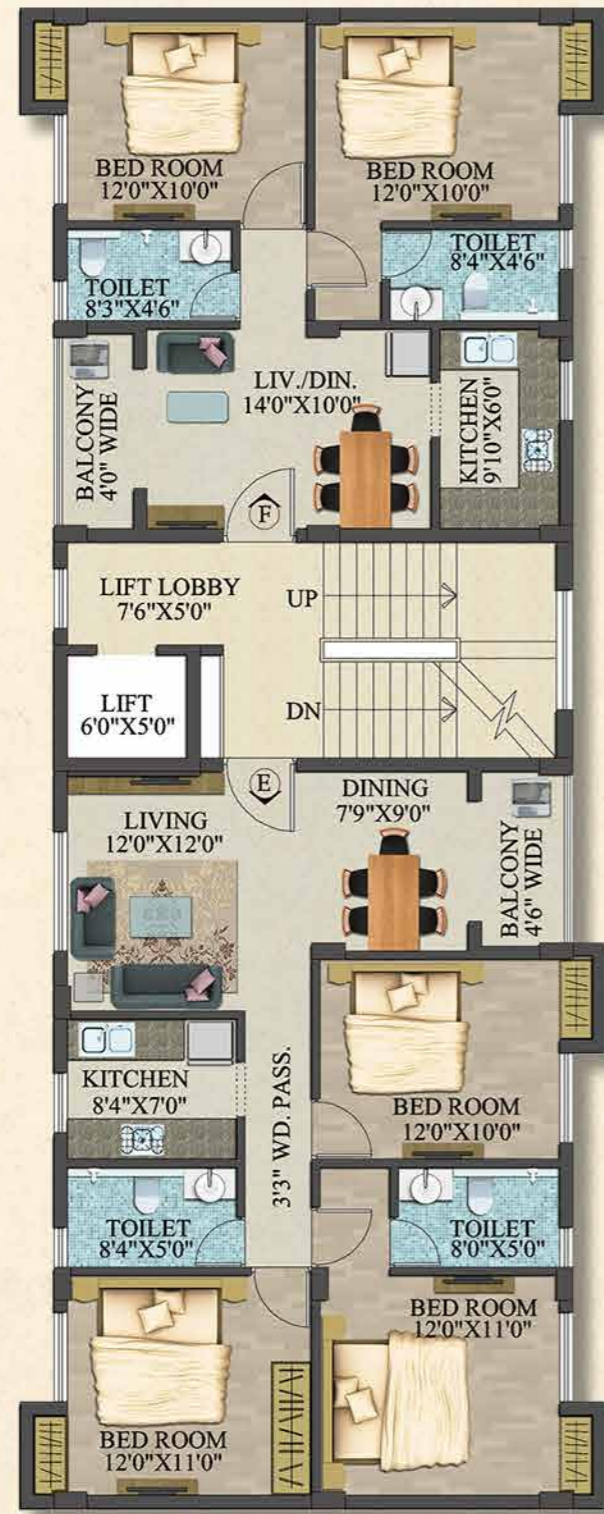 BED ROOM
12'0"X10'0"
BED ROOM
12'0"X10'0"
TOILET
8'3"X4'6"
TOILET
8'4"X4'6"
BALCONY
4'0" WIDE
LIV./DIN.
14'0"X10'0"
KITCHEN
9'10"X6'0"
F
LIFT LOBBY
7'6"X5'0"
UP
LIFT
6'0"X5'0"
DN
E
LIVING
12'0"X12'0"
DINING
7'9"X9'0"
BALCONY
4'6" WIDE
KITCHEN
8'4"X7'0"
3'3" WD. PASS.
BED ROOM
12'0"X10'0"
TOILET
8'4"X5'0"
TOILET
8'0"X5'0"
BED ROOM
12'0"X11'0"
BED ROOM
12'0"X11'0"